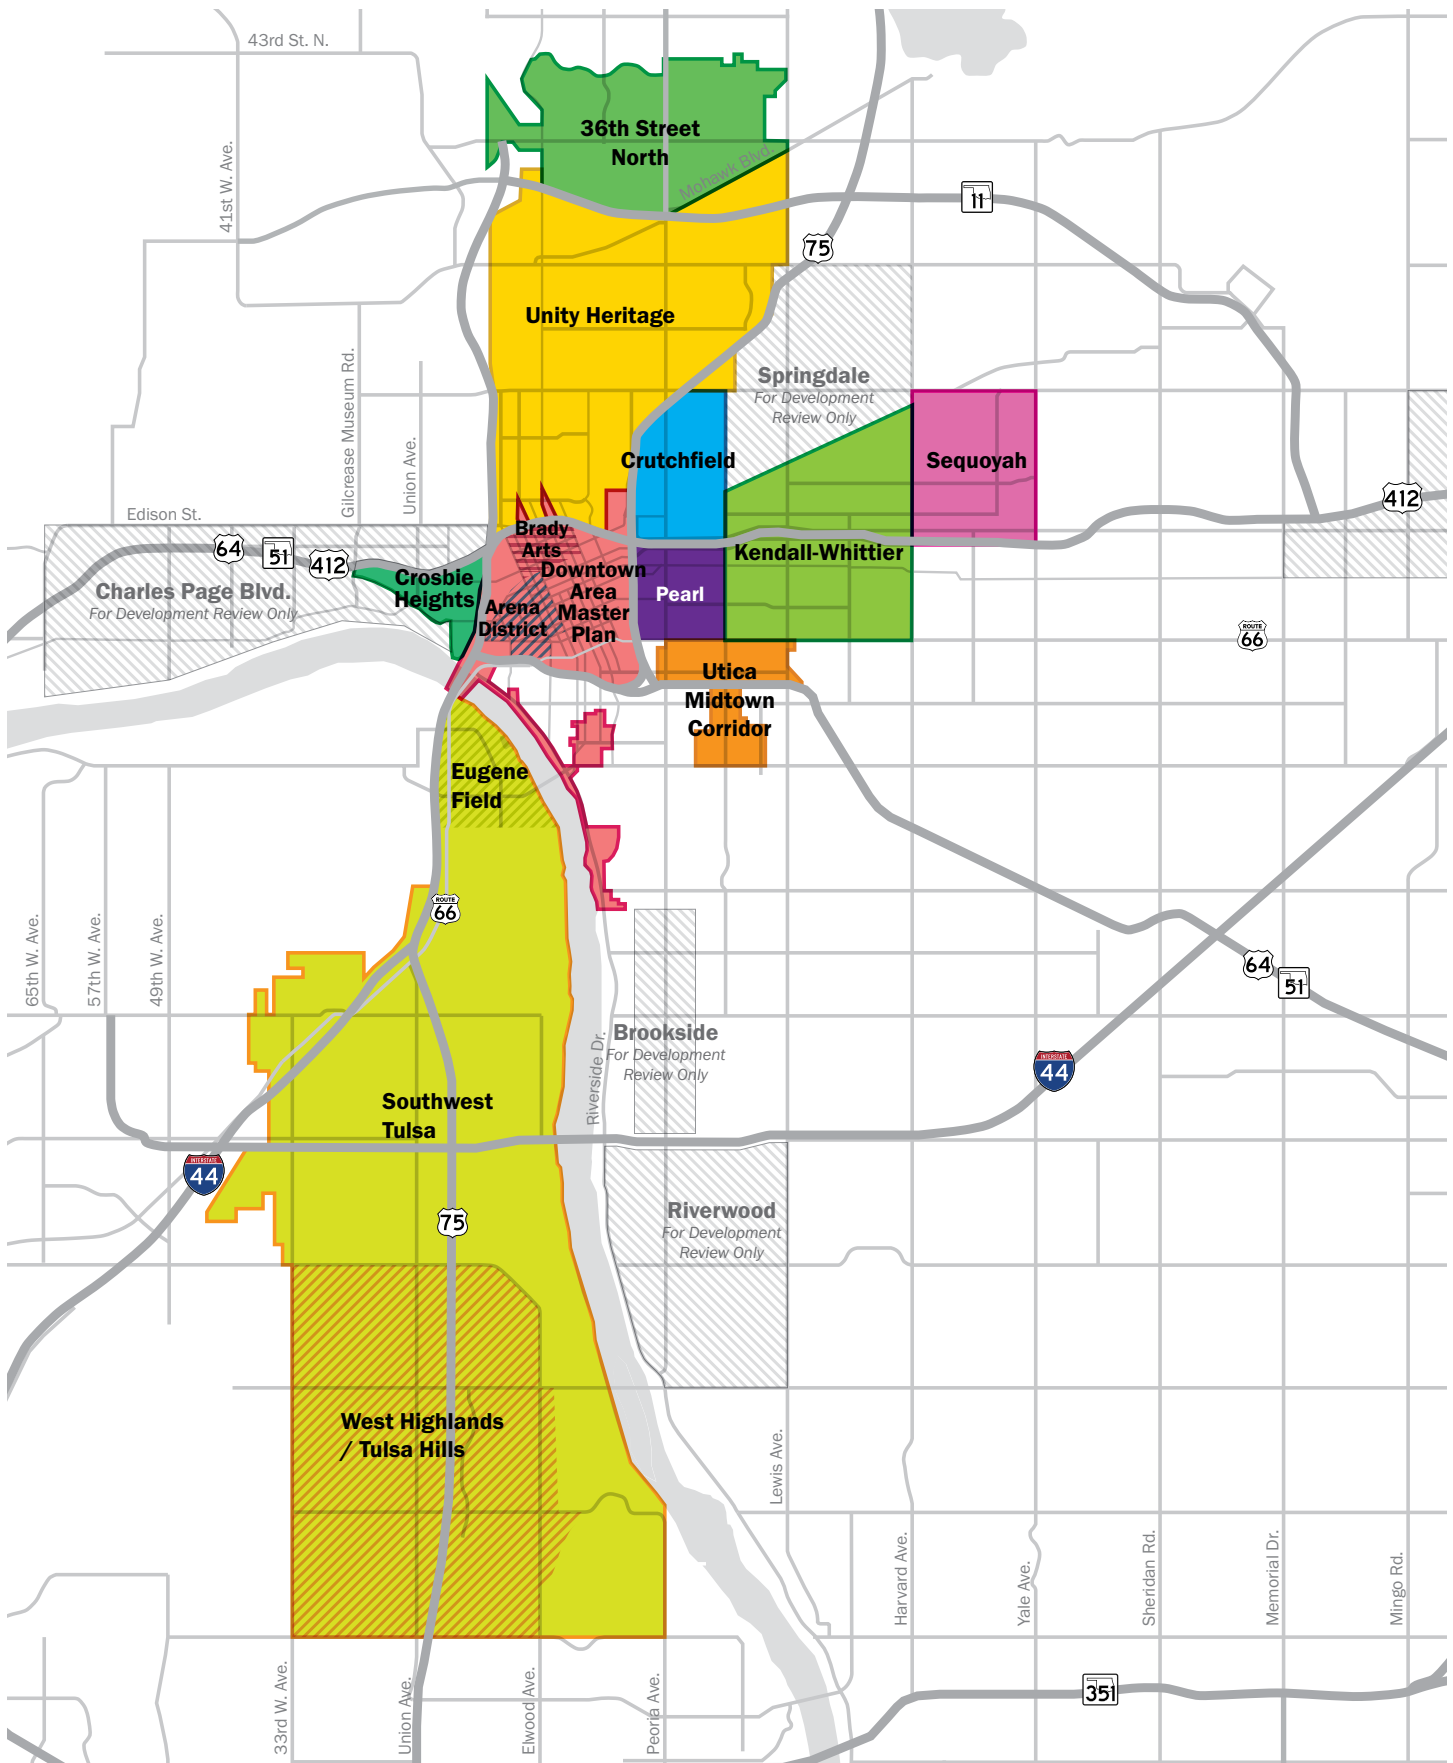 43rd St. N.
36th Street
North
Mohawk Blvd.
41st W. Ave.
11
75
Unity Heritage
Gilcrease Museum Rd.
Union Ave.
Springdale
For Development
Review Only
Crutchfield
Sequoyah
412
Edison St.
64
51
412
Brady
Arts
Kendall-Whittier
Charles Page Blvd.
For Development Review Only
Crosbie
Heights
Downtown
Area
Master
Plan
Arena
District
Pearl
ROUTE
66
Utica
Midtown
Corridor
Eugene
Field
ROUTE
66
65th W. Ave.
57th W. Ave.
49th W. Ave.
64
51
Riverside Dr.
Brookside
For Development
Review Only
INTERSTATE
44
Southwest
Tulsa
INTERSTATE
44
75
Riverwood
For Development
Review Only
West Highlands
/ Tulsa Hills
Lewis Ave.
Harvard Ave.
Yale Ave.
Sheridan Rd.
Memorial Dr.
Mingo Rd.
33rd W. Ave.
Union Ave.
Elwood Ave.
Peoria Ave.
351